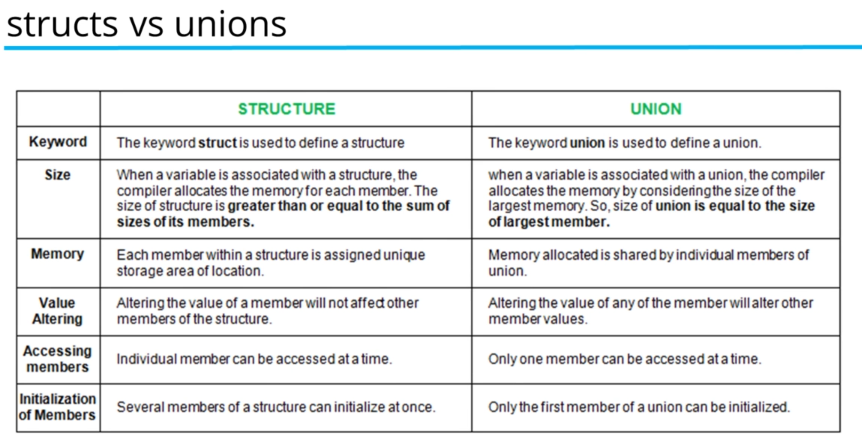 structs vs unions
STRUCTURE
UNION
Keyword
The keyword struct is used to define a structure
The keyword union is used to define a union.
Size
When a variable is associated with a structure, the
compiler allocates the memory for each member. The
size of structure is greater than or equal to the sum of
sizes of its members.
when a variable is associated with a union, the compiler
allocates the memory by considering the size of the
largest memory. So, size of union is equal to the size
of largest member.
Memory
Each member within a structure is assigned unique
storage area of location.
Memory allocated is shared by individual members of
union.
Value
Altering
Altering the value of a member will not affect other
members of the structure.
Altering the value of any of the member will alter other
member values.
Accessing
members
Individual member can be accessed at a time.
Only one member can be accessed at a time.
Initialization
of Members
Several members of a structure can initialize at once.
Only the first member of a union can be initialized.